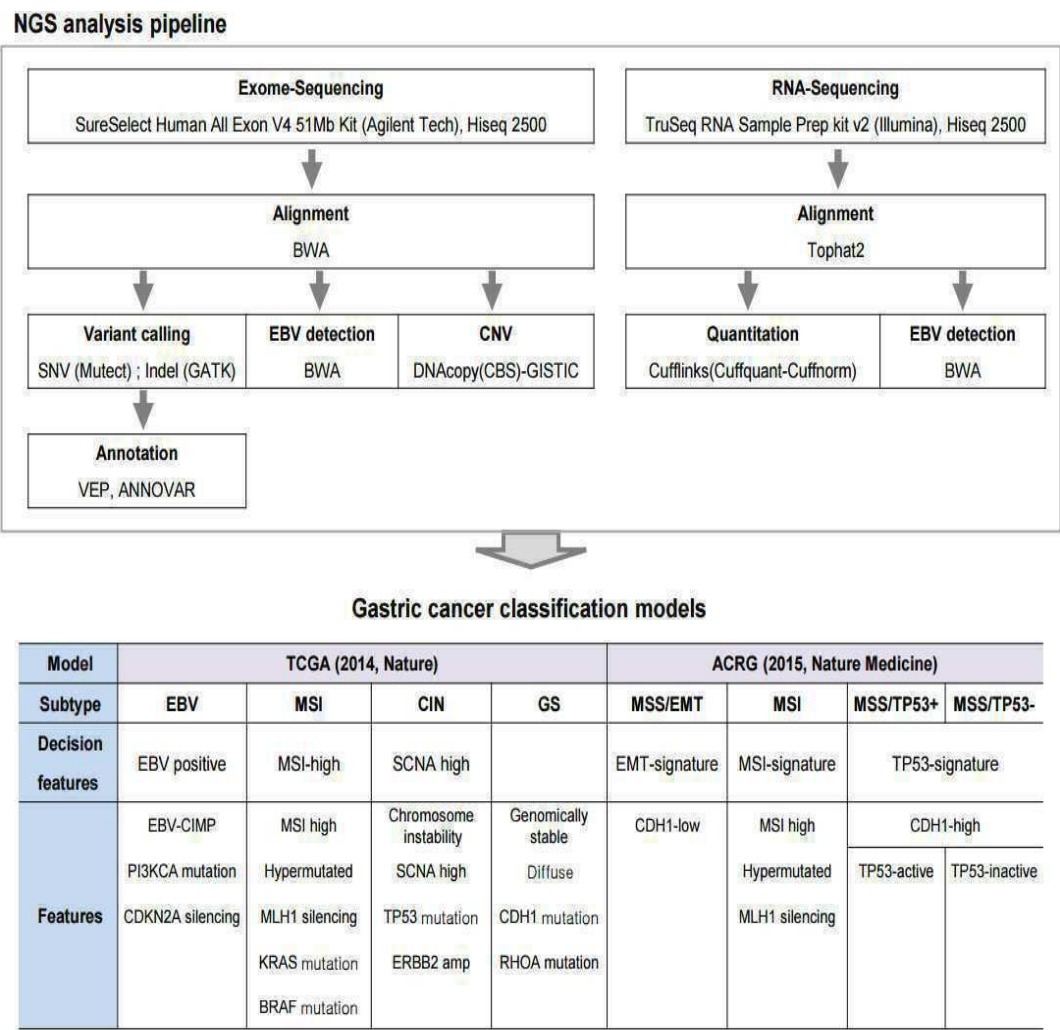 NGS analysis pipeline
Exome-Sequencing
SureSelect Human All Exon V4 51Mb Kit (Agilent Tech), Hiseq 2500
RNA-Sequencing
TruSeq RNA Sample Prep kit v2 (Illumina), Hiseq 2500
Alignment
BWA
Alignment
Tophat2
Variant calling
SNV (Mutect) ; Indel (GATK)
EBV detection
BWA
CNV
DNAcopy(CBS)-GISTIC
Quantitation
Cufflinks(Cuffquant-Cuffnorm)
EBV detection
BWA
Annotation
VEP, ANNOVAR
Gastric cancer classification models
Model TCGA (2014, Nature) ACRG (2015, Nature Medicine)
Subtype EBV MSI CIN GS MSS/EMT MSI MSS/TP53+ MSS/TP53-
Decision
features
EBV positive MSI-high SCNA high EMT-signature MSI-signature TP53-signature
Features
EBV-CIMP
PI3KCA mutation
CDKN2A silencing
MSI high
Hypermutated
MLH1 silencing
KRAS mutation
BRAF mutation
Chromosome
instability
SCNA high
TP53 mutation
ERBB2 amp
Genomically
stable
Diffuse
CDH1 mutation
RHOA mutation
CDH1-low
MSI high
Hypermutated
MLH1 silencing
CDH1-high
TP53-active TP53-inactive